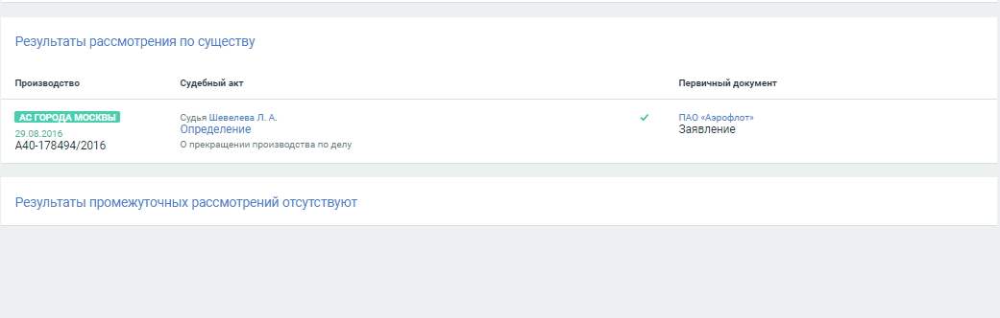 Результаты рассмотрения по существу
Производство Судебный акт Первичный документ
АС ГОРОДА МОСКВЫ Судья Шевелева Л. А. ПАО «Аэрофлот»
29.08.2016 Определение Заявление
А40-178494/2016 О прекращении производства по делу
Результаты промежуточных рассмотрений отсутствуют